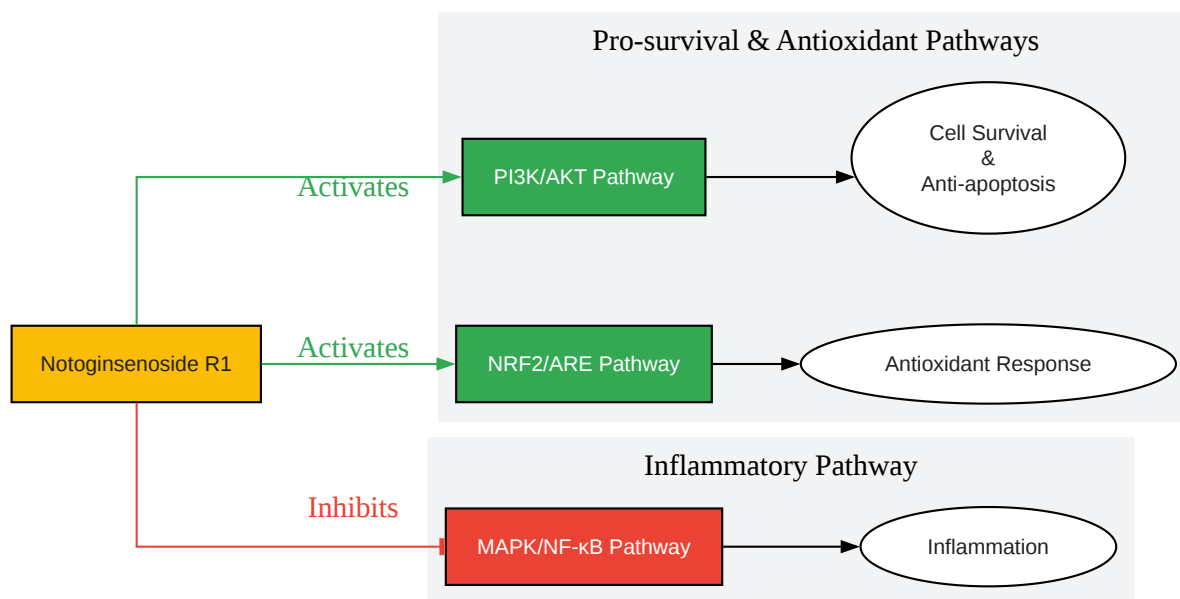 Pro-survival & Antioxidant Pathways
Cell Survival
&
Anti-apoptosis
PI3K/AKT Pathway
Activates
Notoginsenoside R1
Activates
NRF2/ARE Pathway
Antioxidant Response
Inflammatory Pathway
Inhibits
MAPK/NF-κB Pathway
Inflammation